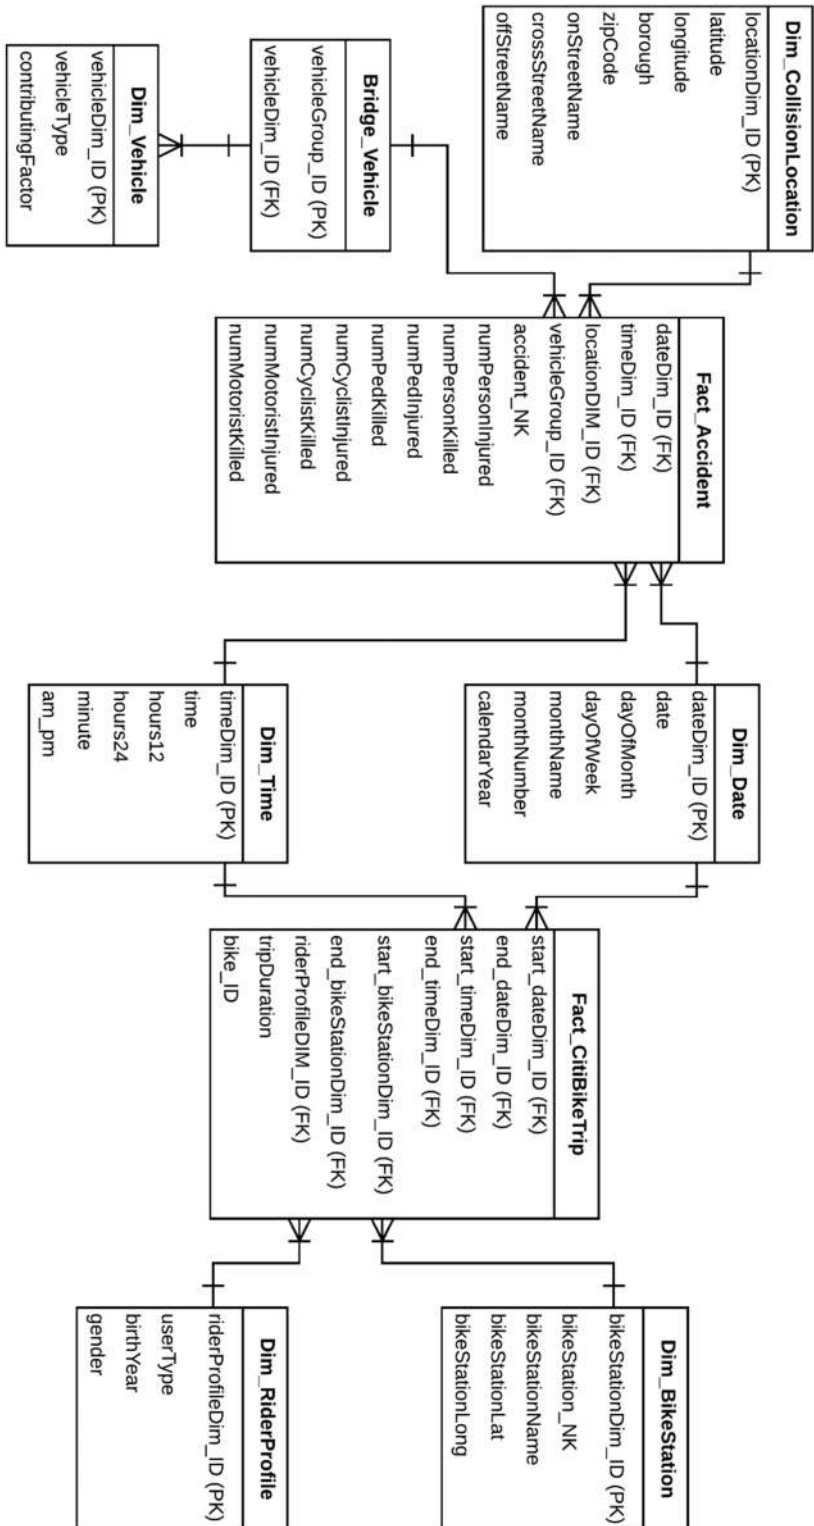 Dim_CollisionLocation
locationDim_ID (PK)
latitude
longitude
borough
zipCode
onStreetName
crossStreetName
offStreetName
Bridge_Vehicle
vehicleGroup_ID (PK)
vehicleDim_ID (FK)
Dim_Vehicle
vehicleDim_ID (PK)
vehicleType
contributingFactor
Fact_Accident
dateDim_ID (FK)
timeDim_ID (FK)
locationDIM_ID (FK)
vehicleGroup_ID (FK)
accident_NK
numPersonInjured
numPersonKilled
numPedInjured
numPedKilled
numCyclistInjured
numCyclistKilled
numMotoristInjured
numMotoristKilled
Dim_Date
dateDim_ID (PK)
date
dayOfMonth
dayOfWeek
monthName
monthNumber
calendarYear
Dim_Time
timeDim_ID (PK)
time
hours12
hours24
minute
am_pm
Fact_CitiBikeTrip
start_dateDim_ID (FK)
end_dateDim_ID (FK)
start_timeDim_ID (FK)
end_timeDim_ID (FK)
start_bikeStationDim_ID (FK)
end_bikeStationDim_ID (FK)
riderProfileDIM_ID (FK)
tripDuration
bike_ID
Dim_BikeStation
bikeStationDim_ID (PK)
bikeStation_NK
bikeStationName
bikeStationLat
bikeStationLong
Dim_RiderProfile
riderProfileDim_ID (PK)
userType
birthYear
gender